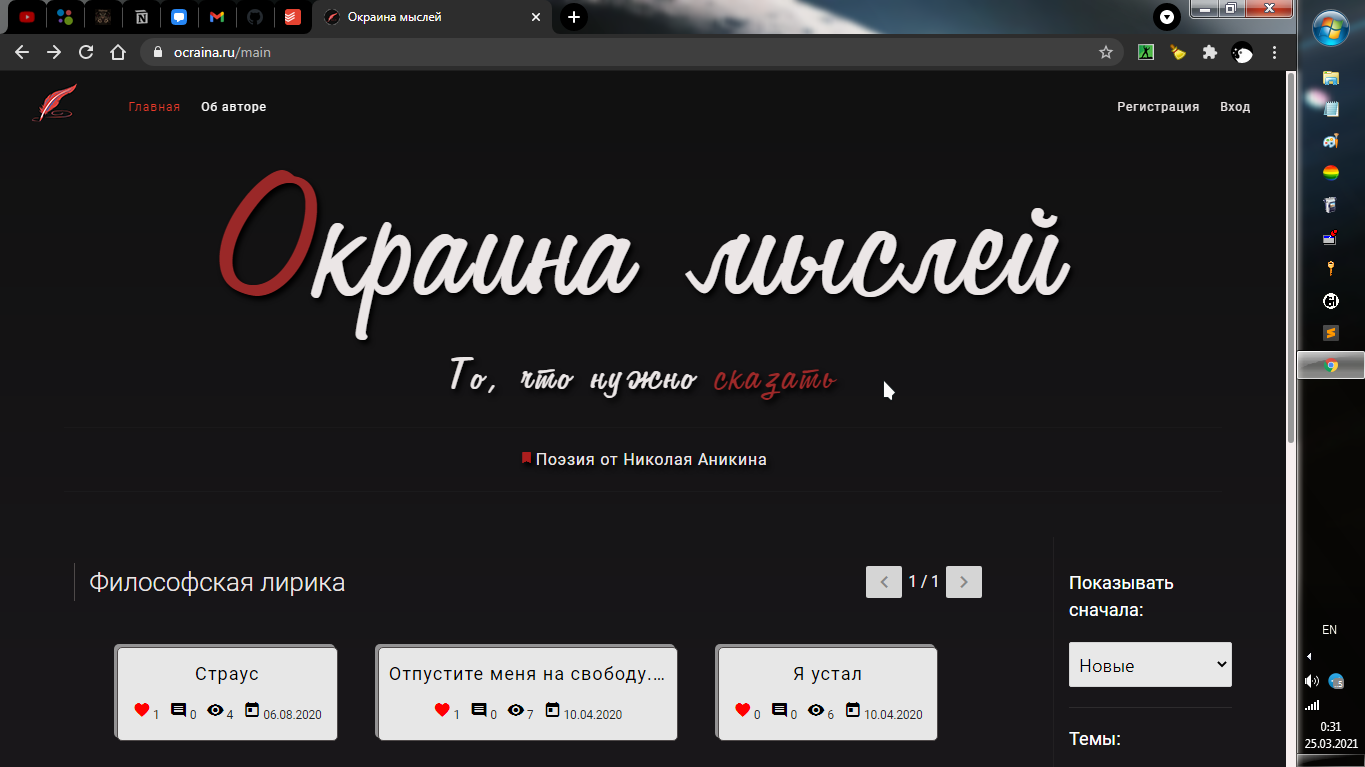 Окраина мыслей
ocraina.ru/main
Главная Об авторе Регистрация Вход
Окраина мыслей
То, что нужно сказать
Поэзия от Николая Аникина
Философская лирика
1 / 1
Показывать
сначала:
Новые
Страус
1 0 4 06.08.2020
Отпустите меня на свободу....
1 0 7 10.04.2020
Я устал
0 0 6 10.04.2020
Темы:
EN
0:31
25.03.2021